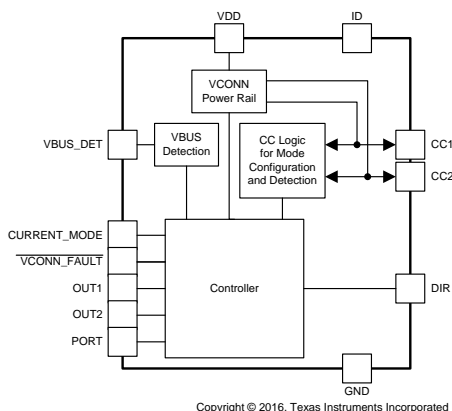 VDD
ID
VCONN
Power Rail
VBUS_DET
VBUS
Detection
CC Logic
for Mode
Configuration
and Detection
CC1
CC2
CURRENT_MODE
VCONN_FAULT
OUT1
OUT2
PORT
Controller
DIR
GND
Copyright © 2016, Texas Instruments Incorporated